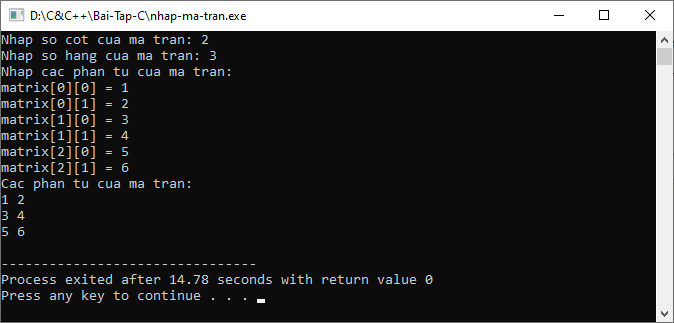 D:\C&C++\Bai-Tap-C\nhap-ma-tran.exe
Nhap so cot cua ma tran: 2
Nhap so hang cua ma tran: 3
Nhap cac phan tu cua ma tran:
matrix[0][0] = 1
matrix[0][1] = 2
matrix[1][0] = 3
matrix[1][1] = 4
matrix[2][0] = 5
matrix[2][1] = 6
Cac phan tu cua ma tran:
1 2
3 4
5 6
--------------------------------
Process exited after 14.78 seconds with return value 0
Press any key to continue . . .